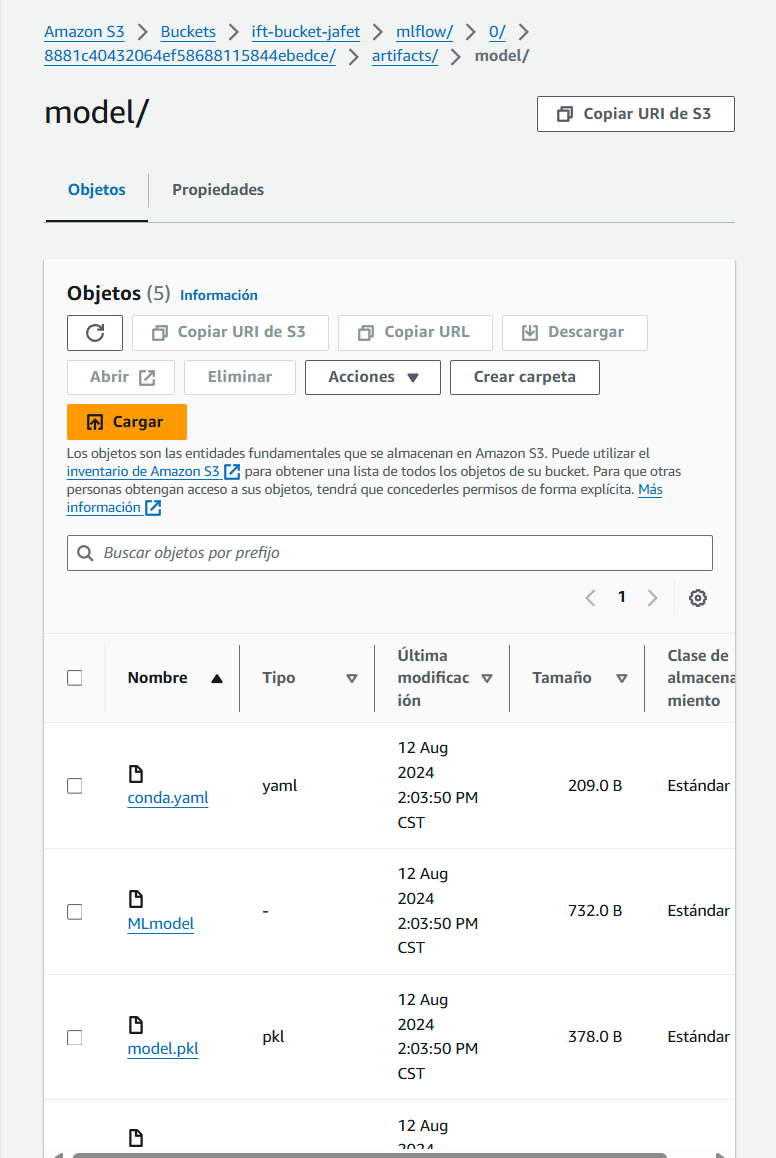 Amazon S3 > Buckets > ift-bucket-jafet > mlflow/ > 0/ >
8881c40432064ef58688115844ebedce/ > artifacts/ > model/
model/
Copiar URI de S3
Objetos
Propiedades
Objetos (5) Información
Copiar URI de S3
Copiar URL
Descargar
Abrir
Eliminar
Acciones
Crear carpeta
Cargar
Los objetos son las entidades fundamentales que se almacenan en Amazon S3. Puede utilizar el
inventario de Amazon S3 para obtener una lista de todos los objetos de su bucket. Para que otras
personas obtengan acceso a sus objetos, tendrá que concederles permisos de forma explícita. Más
información
Buscar objetos por prefijo
1
Nombre
Tipo
Última
modificac
ión
Tamaño
Clase de
almacena
miento
conda.yaml
yaml
12 Aug
2024
2:03:50 PM
CST
209.0 B
Estándar
MLmodel
-
12 Aug
2024
2:03:50 PM
CST
732.0 B
Estándar
model.pkl
pkl
12 Aug
2024
2:03:50 PM
CST
378.0 B
Estándar
12 Aug
2024